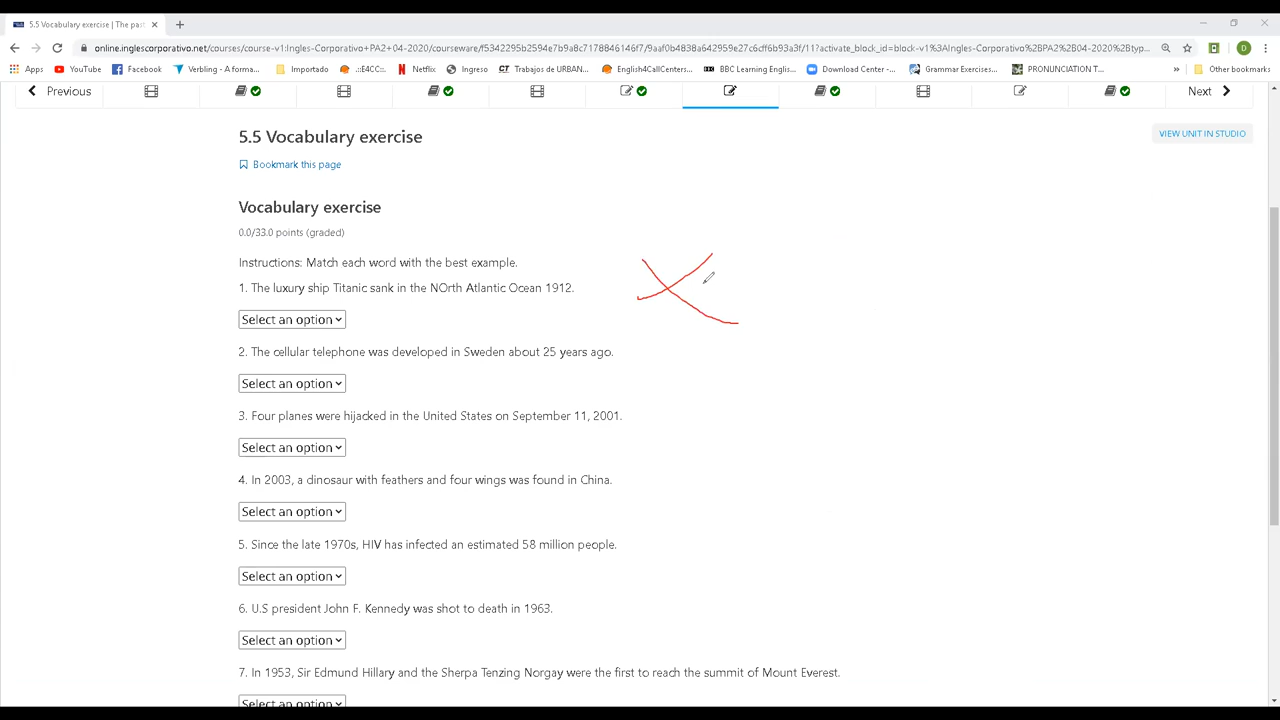 5.5 Vocabulary exercise | The pas
online.inglescorporativo.net/courses/course-v1:Ingles-Corporativo+PA2+04-2020/courseware/f5342295b2594e7b9a8c7178846146f7/9aaf0b4838a642959e27c6cff6b93a3f/11?activate_block_id=block-v1%3AIngles-Corporativo%2BPA2%2B04-2020%2Btyp...
D
Apps YouTube Facebook Verbling - A forma... Importado .::E4CC::. Netflix Ingreso Trabajos de URBAN... English4CallCenters... BBC Learning Englis... Download Center -... Grammar Exercises... PRONUNCIATION T... » Other bookmarks
Previous Next
5.5 Vocabulary exercise
VIEW UNIT IN STUDIO
Bookmark this page
Vocabulary exercise
0.0/33.0 points (graded)
Instructions: Match each word with the best example.
1. The luxury ship Titanic sank in the NOrth Atlantic Ocean 1912.
Select an option
2. The cellular telephone was developed in Sweden about 25 years ago.
Select an option
3. Four planes were hijacked in the United States on September 11, 2001.
Select an option
4. In 2003, a dinosaur with feathers and four wings was found in China.
Select an option
5. Since the late 1970s, HIV has infected an estimated 58 million people.
Select an option
6. U.S president John F. Kennedy was shot to death in 1963.
Select an option
7. In 1953, Sir Edmund Hillary and the Sherpa Tenzing Norgay were the first to reach the summit of Mount Everest.
Select an option